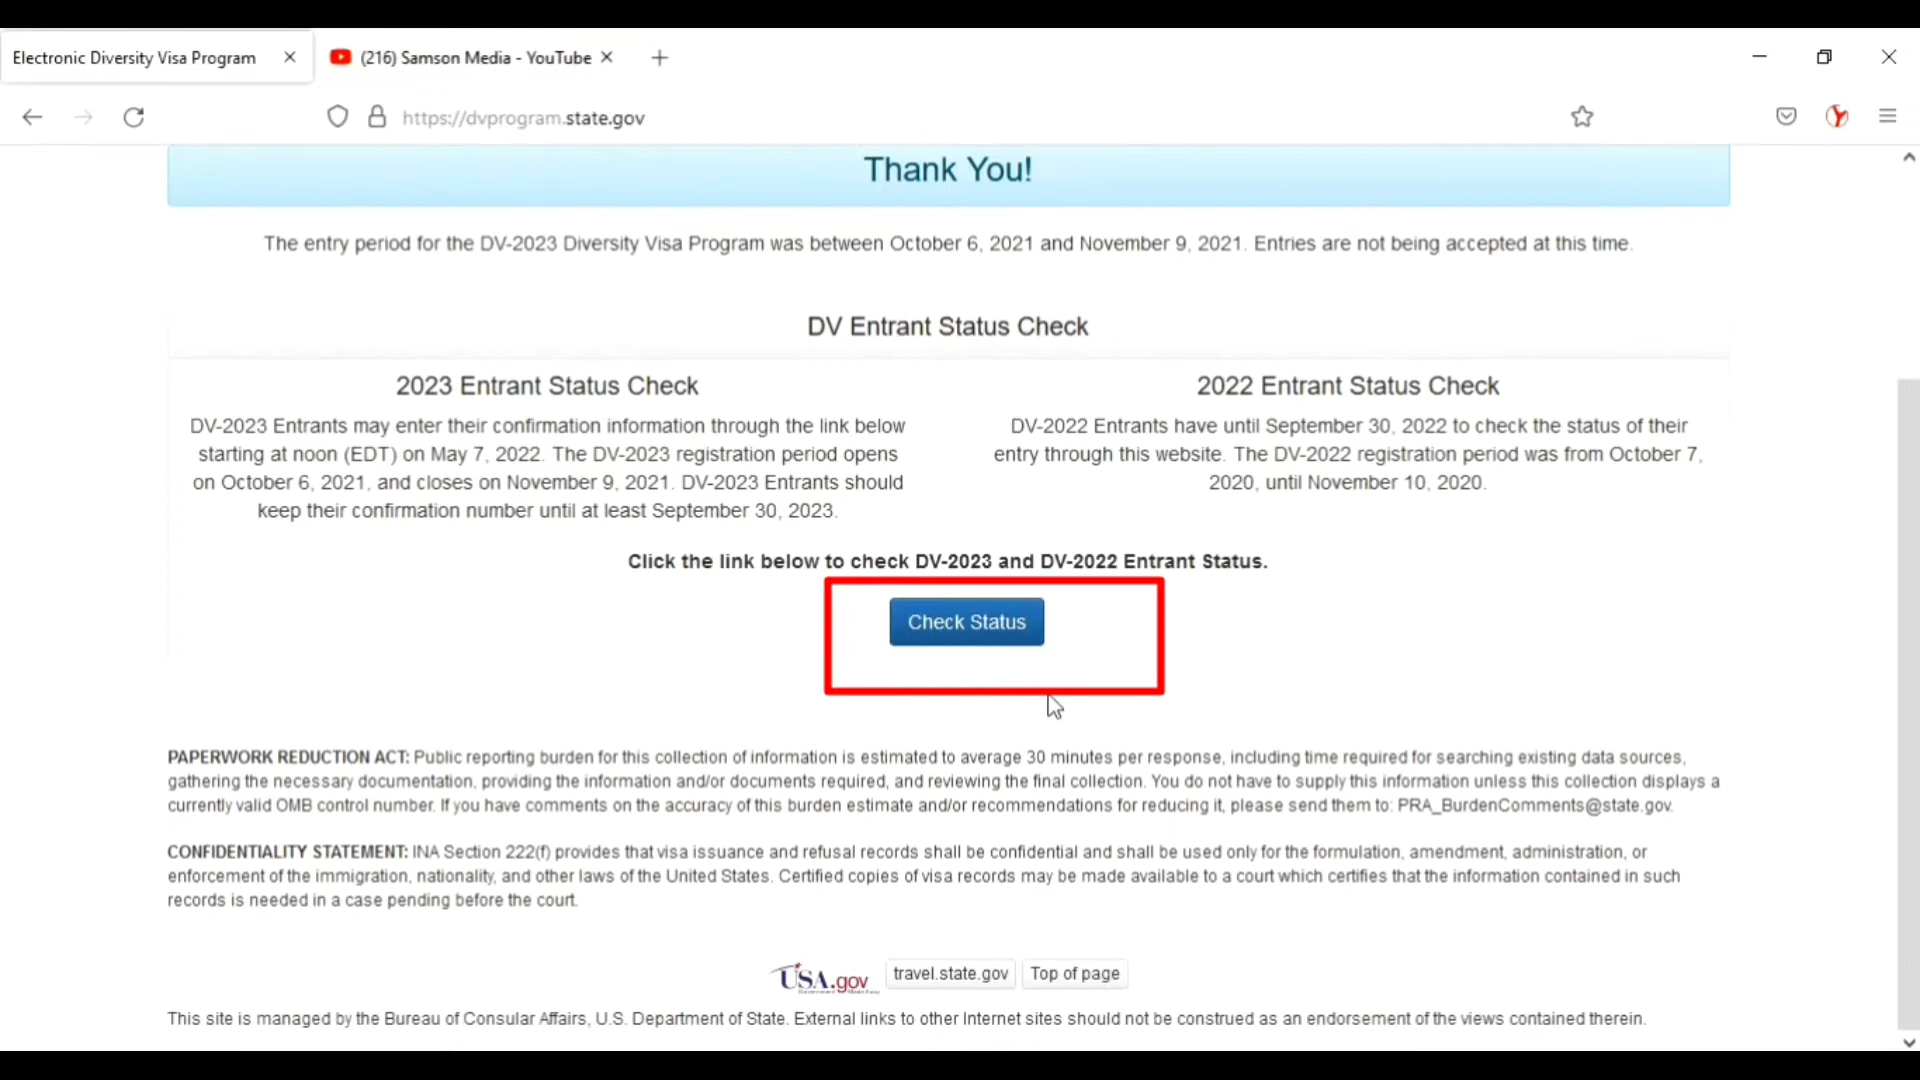 Electronic Diversity Visa Program
(216) Samson Media - YouTube
https://dvprogram.state.gov
Thank You!
The entry period for the DV-2023 Diversity Visa Program was between October 6, 2021 and November 9, 2021. Entries are not being accepted at this time.
DV Entrant Status Check
2023 Entrant Status Check
DV-2023 Entrants may enter their confirmation information through the link below
starting at noon (EDT) on May 7, 2022. The DV-2023 registration period opens
on October 6, 2021, and closes on November 9, 2021. DV-2023 Entrants should
keep their confirmation number until at least September 30, 2023.
2022 Entrant Status Check
DV-2022 Entrants have until September 30, 2022 to check the status of their
entry through this website. The DV-2022 registration period was from October 7,
2020, until November 10, 2020.
Click the link below to check DV-2023 and DV-2022 Entrant Status.
Check Status
PAPERWORK REDUCTION ACT: Public reporting burden for this collection of information is estimated to average 30 minutes per response, including time required for searching existing data sources,
gathering the necessary documentation, providing the information and/or documents required, and reviewing the final collection. You do not have to supply this information unless this collection displays a
currently valid OMB control number. If you have comments on the accuracy of this burden estimate and/or recommendations for reducing it, please send them to: PRA_BurdenComments@state.gov.
CONFIDENTIALITY STATEMENT: INA Section 222(f) provides that visa issuance and refusal records shall be confidential and shall be used only for the formulation, amendment, administration, or
enforcement of the immigration, nationality, and other laws of the United States. Certified copies of visa records may be made available to a court which certifies that the information contained in such
records is needed in a case pending before the court.
USA.gov
travel.state.gov
Top of page
This site is managed by the Bureau of Consular Affairs, U.S. Department of State. External links to other Internet sites should not be construed as an endorsement of the views contained therein.